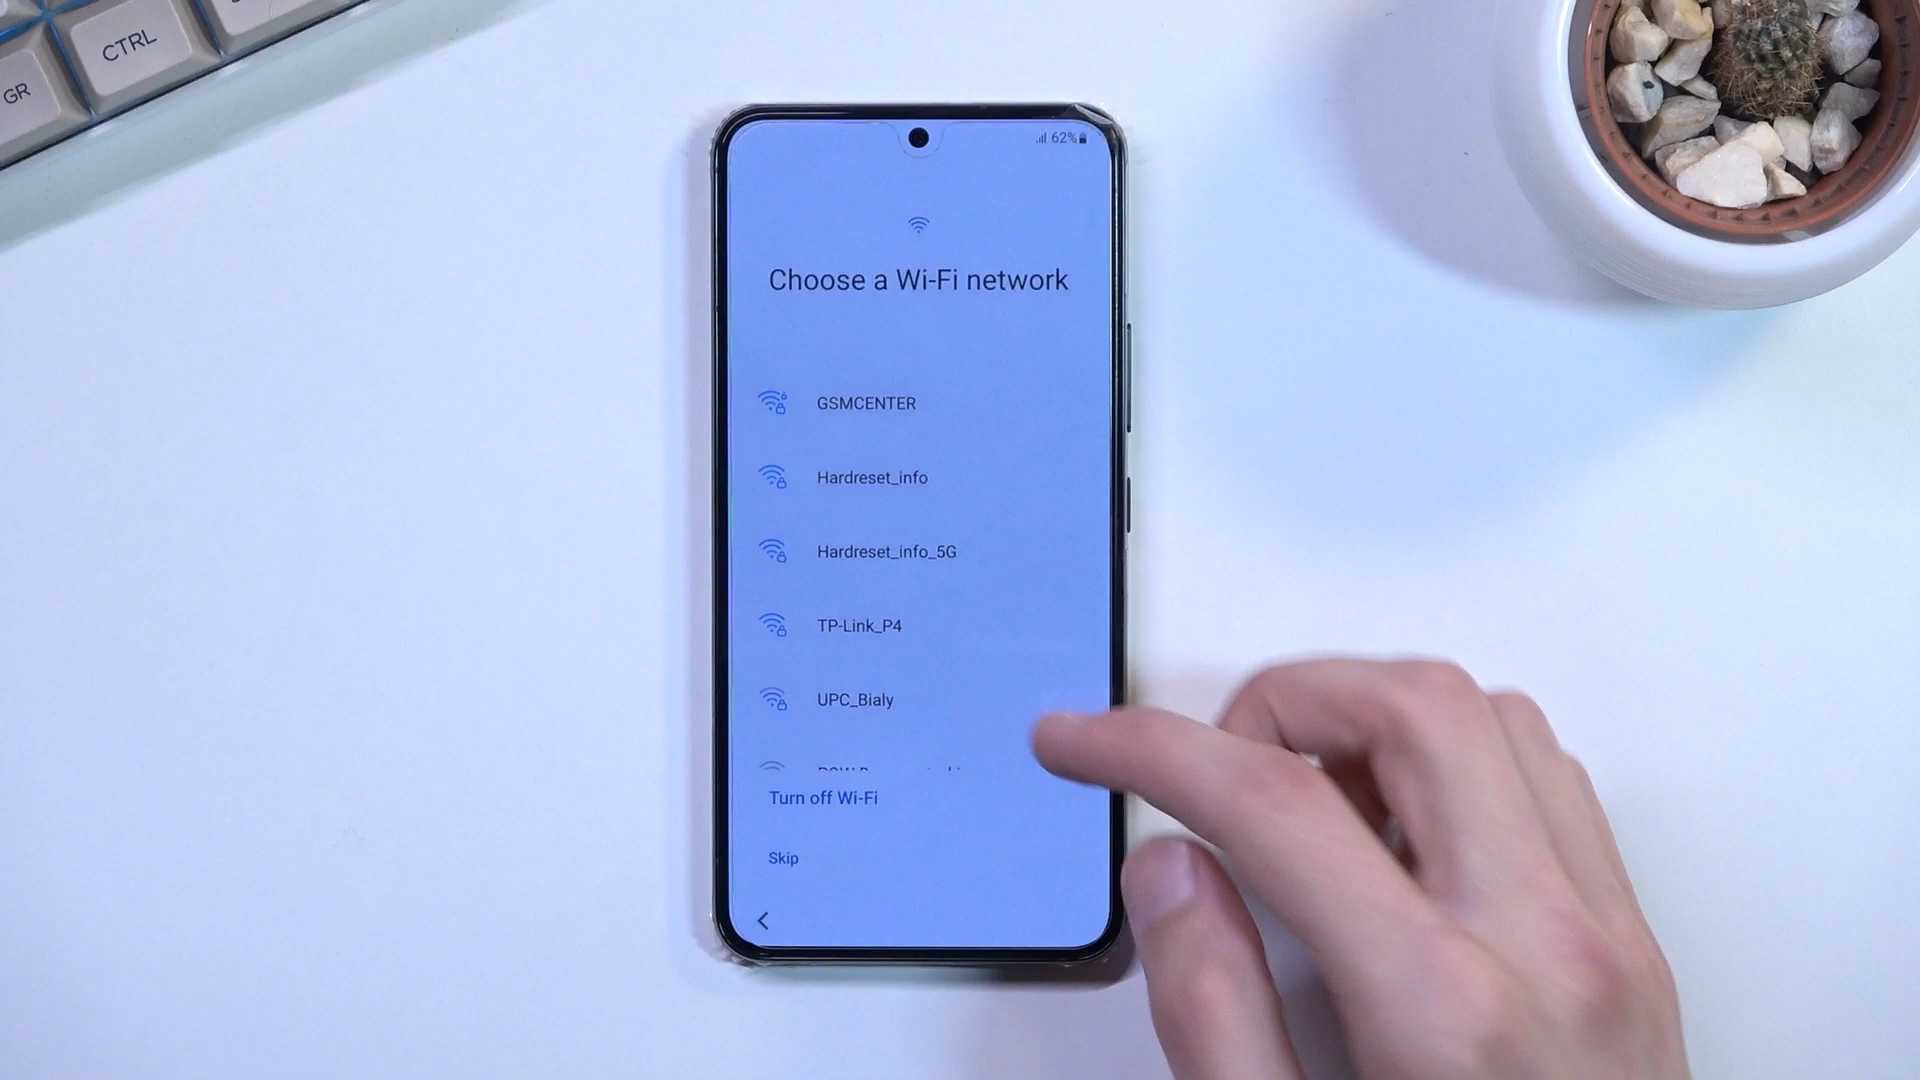 CTRL
GR
62%
Choose a Wi-Fi network
GSMCENTER
Hardreset_info
Hardreset_info_5G
TP-Link_P4
UPC_Bialy
Turn off Wi-Fi
Skip